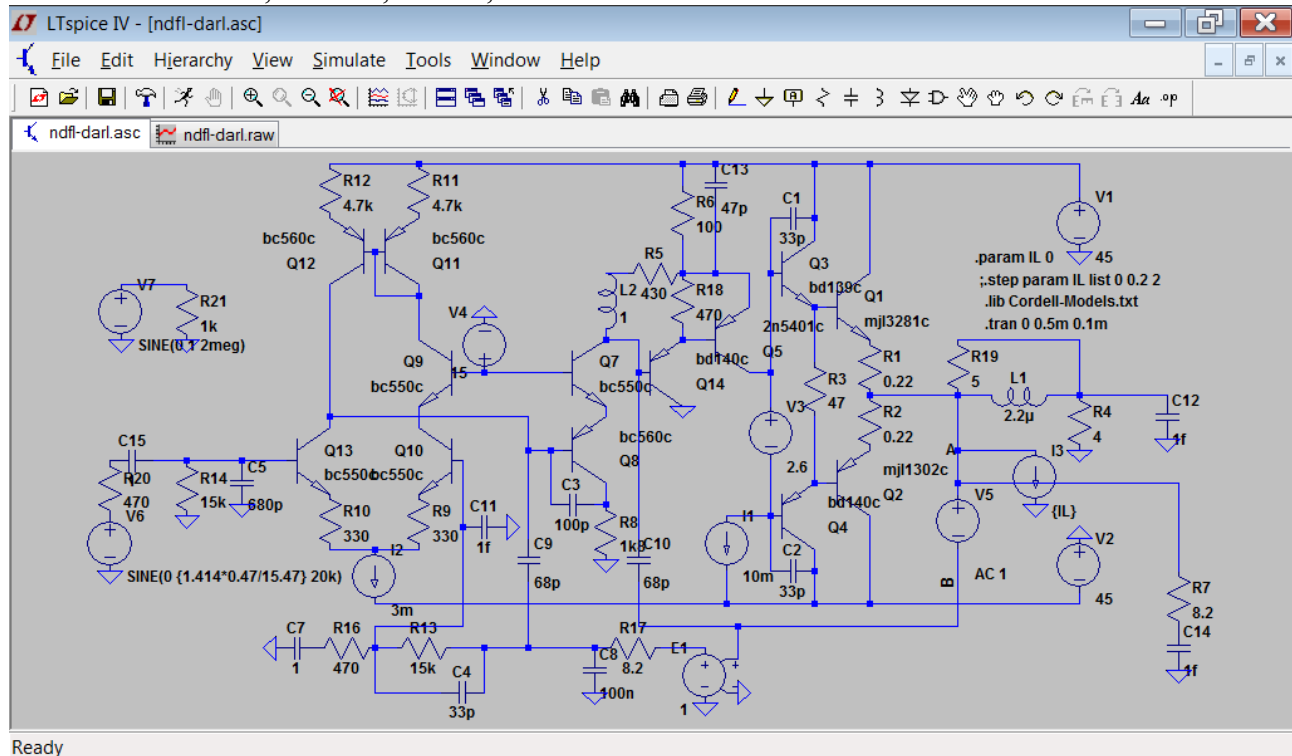 LTspice IV - [ndfl-darl.asc]
File Edit Hierarchy View Simulate Tools Window Help
Aa .op
ndfl-darl.asc ndfl-darl.raw
R12
4.7k
R11
4.7k
bc560c
Q12
bc560c
Q11
V7
SINE(0 1 2meg)
R21
1k
V4
15
Q9
bc550c
R5
430
L2
1
R6
100
C13
47p
R18
470
Q7
bc550c
2n5401c
Q14
bd140c
Q5
C1
33p
Q3
bd139c
Q1
mjl3281c
V1
45
.param IL 0
;.step param IL list 0 0.2 2
.lib Cordell-Models.txt
.tran 0 0.5m 0.1m
R1
0.22
R2
0.22
R3
47
V3
2.6
R19
5
L1
2.2µ
R4
4
C12
1f
C15
R20
470
V6
SINE(0 {1.414*0.47/15.47} 20k)
R14
15k
C5
680p
Q13
bc550c
Q10
bc550c
R10
330
R9
330
C11
1f
I2
3m
bc560c
Q8
C3
100p
R8
1k8
C9
68p
C10
68p
I1
10m
bd140c
Q4
C2
33p
mjl1302c
Q2
A
I3
{IL}
V5
AC 1
B
V2
45
R7
8.2
C14
1f
C7
1
R16
470
R13
15k
C4
33p
R17
8.2
C8
100n
E1
1
Ready